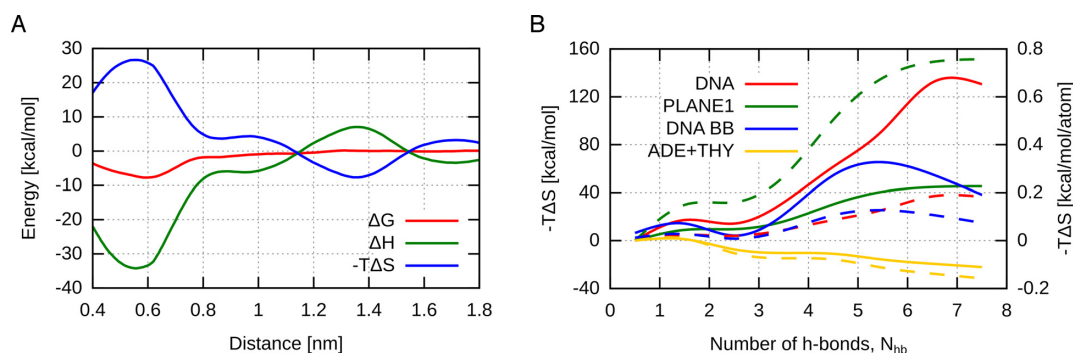 A
Energy [kcal/mol]
30
20
10
0
-10
-20
-30
-40
ΔG
ΔH
-TΔS
0.4 0.6 0.8 1 1.2 1.4 1.6 1.8
Distance [nm]
B
-TΔS [kcal/mol]
160
120
80
40
0
-40
DNA
PLANE1
DNA BB
ADE+THY
0.8
0.6
0.4
0.2
0
-0.2
-TΔS [kcal/mol/atom]
0 1 2 3 4 5 6 7 8
Number of h-bonds, Nhb